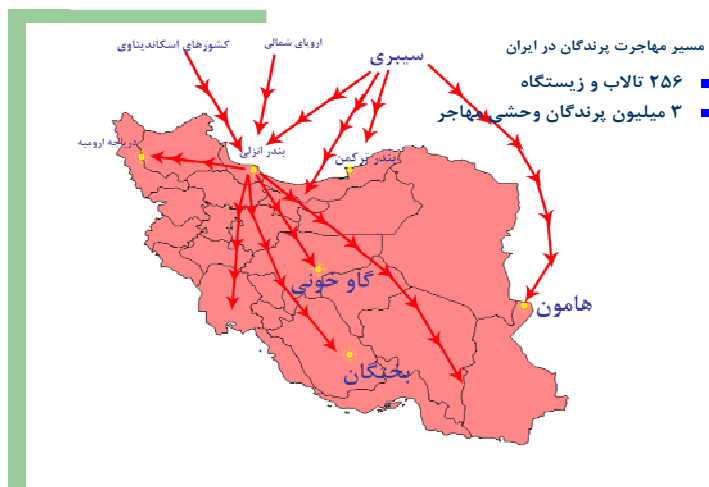 مسیر مهاجرت پرندگان در ایران
۲۵۶ تالاب و زیستگاه
۳ میلیون پرندگان وحشی مهاجر
سیبری
اروپای شمالی
کشورهای اسکاندیناوی
دریاچه ارومیه
بندر انزلی
بندر ترکمن
گاو خونی
هامون
بختگان